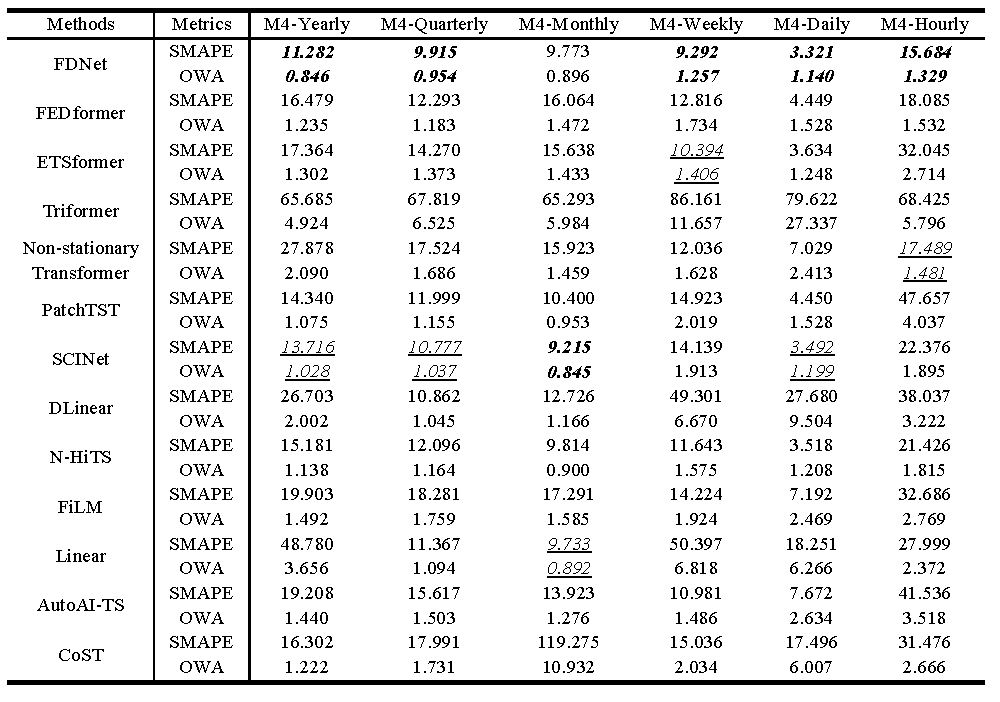 Methods Metrics M4-Yearly M4-Quarterly M4-Monthly M4-Weekly M4-Daily M4-Hourly
FDNet SMAPE 11.282 9.915 9.773 9.292 3.321 15.684
OWA 0.846 0.954 0.896 1.257 1.140 1.329
FEDformer SMAPE 16.479 12.293 16.064 12.816 4.449 18.085
OWA 1.235 1.183 1.472 1.734 1.528 1.532
ETSformer SMAPE 17.364 14.270 15.638 10.394 3.634 32.045
OWA 1.302 1.373 1.433 1.406 1.248 2.714
Triformer SMAPE 65.685 67.819 65.293 86.161 79.622 68.425
OWA 4.924 6.525 5.984 11.657 27.337 5.796
Non-stationary SMAPE 27.878 17.524 15.923 12.036 7.029 17.489
Transformer OWA 2.090 1.686 1.459 1.628 2.413 1.481
PatchTST SMAPE 14.340 11.999 10.400 14.923 4.450 47.657
OWA 1.075 1.155 0.953 2.019 1.528 4.037
SCINet SMAPE 13.716 10.777 9.215 14.139 3.492 22.376
OWA 1.028 1.037 0.845 1.913 1.199 1.895
DLinear SMAPE 26.703 10.862 12.726 49.301 27.680 38.037
OWA 2.002 1.045 1.166 6.670 9.504 3.222
N-HiTS SMAPE 15.181 12.096 9.814 11.643 3.518 21.426
OWA 1.138 1.164 0.900 1.575 1.208 1.815
FiLM SMAPE 19.903 18.281 17.291 14.224 7.192 32.686
OWA 1.492 1.759 1.585 1.924 2.469 2.769
Linear SMAPE 48.780 11.367 9.733 50.397 18.251 27.999
OWA 3.656 1.094 0.892 6.818 6.266 2.372
AutoAI-TS SMAPE 19.208 15.617 13.923 10.981 7.672 41.536
OWA 1.440 1.503 1.276 1.486 2.634 3.518
CoST SMAPE 16.302 17.991 119.275 15.036 17.496 31.476
OWA 1.222 1.731 10.932 2.034 6.007 2.666